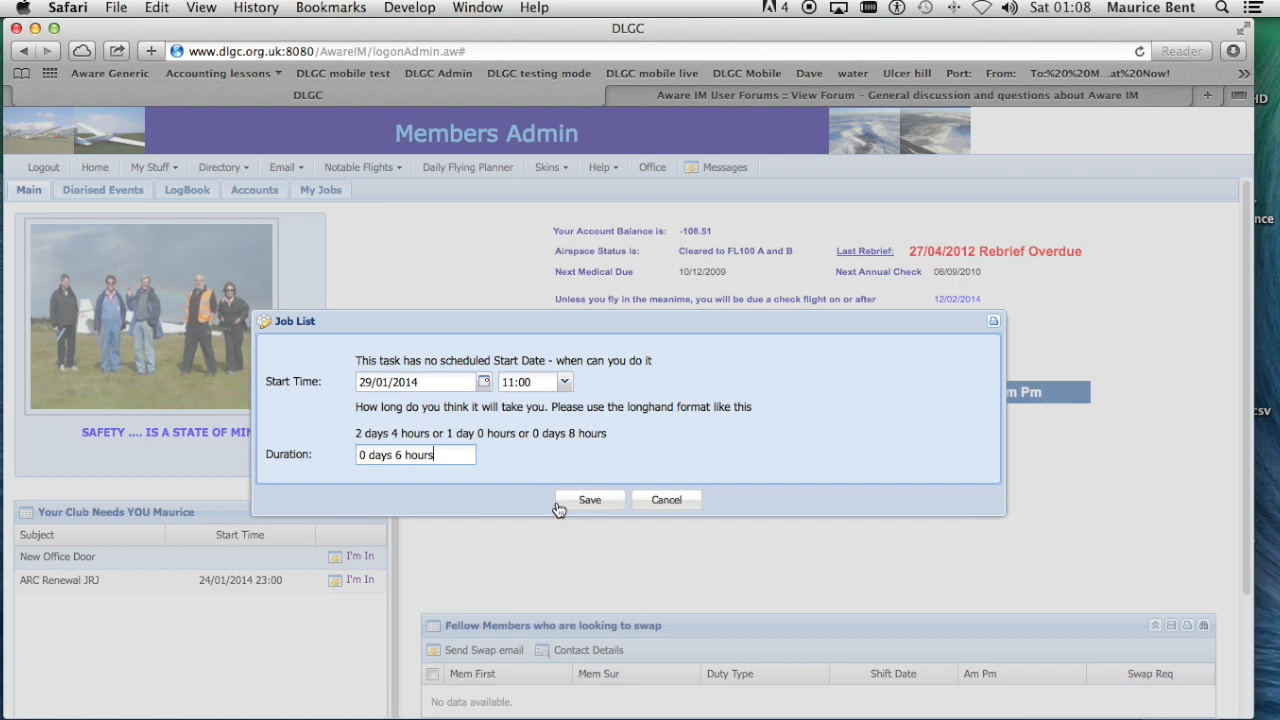 Safari File Edit View History Bookmarks Develop Window Help 4 Sat 01:08 Maurice Bent
DLGC
www.dlgc.org.uk:8080/AwareIM/logonAdmin.aw# Reader
Aware Generic Accounting lessons DLGC mobile test DLGC Admin DLGC testing mode DLGC mobile live DLGC Mobile Dave water Ulcer hill Port: From: To:%20%20M...at%20Now!
DLGC Aware IM User Forums :: View Forum – General discussion and questions about Aware IM
HD
Members Admin
Logout Home My Stuff Directory Email Notable Flights Daily Flying Planner Skins Help Office Messages
Main Diarised Events LogBook Accounts My Jobs
Your Account Balance is: -108.51
Airspace Status is: Cleared to FL100 A and B Last Rebrief: 27/04/2012 Rebrief Overdue
Next Medical Due 10/12/2009 Next Annual Check 06/09/2010
Unless you fly in the meanime, you will be due a check flight on or after 12/02/2014
Job List
This task has no scheduled Start Date - when can you do it
Start Time: 29/01/2014 11:00
How long do you think it will take you. Please use the longhand format like this
2 days 4 hours or 1 day 0 hours or 0 days 8 hours
Duration: 0 days 6 hours
Save Cancel
m Pm
csv
SAFETY .... IS A STATE OF MIN
Your Club Needs YOU Maurice
Subject Start Time
New Office Door I'm In
ARC Renewal JRJ 24/01/2014 23:00 I'm In
Fellow Members who are looking to swap
Send Swap email Contact Details
Mem First Mem Sur Duty Type Shift Date Am Pm Swap Req
No data available.